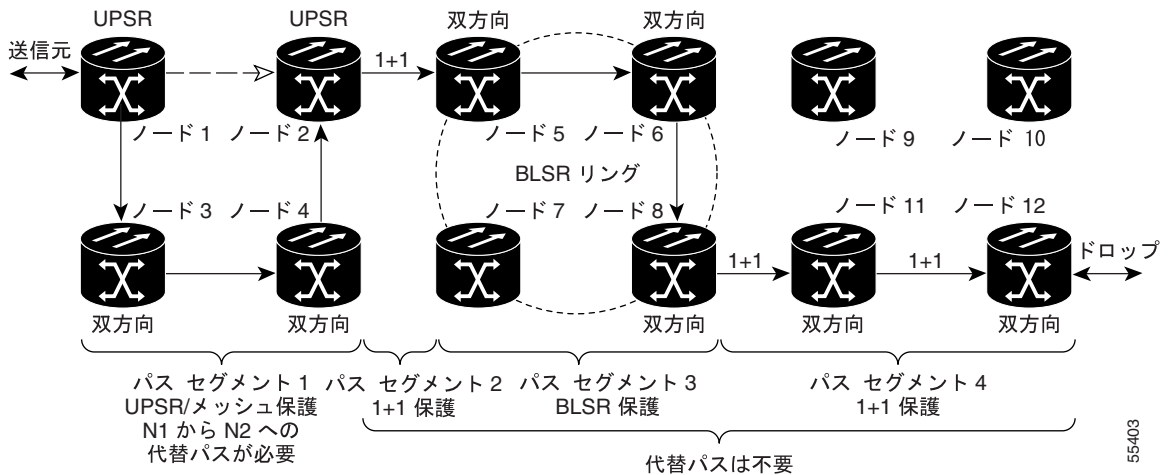 UPSR UPSR 双方向 双方向
送信元
1+1
ノード 1 ノード 2 ノード 5 ノード 6 ノード 9 ノード 10
BLSR リング
ノード 3 ノード 4 ノード 7 ノード 8 ノード 11 ノード 12
1+1 1+1 ドロップ
双方向 双方向 双方向 双方向 双方向
パス セグメント 1 パス セグメント 2 パス セグメント 3 パス セグメント 4
UPSR/メッシュ保護 1+1 保護 BLSR 保護 1+1 保護
N1 から N2 への
代替パスが必要
代替パスは不要
55403